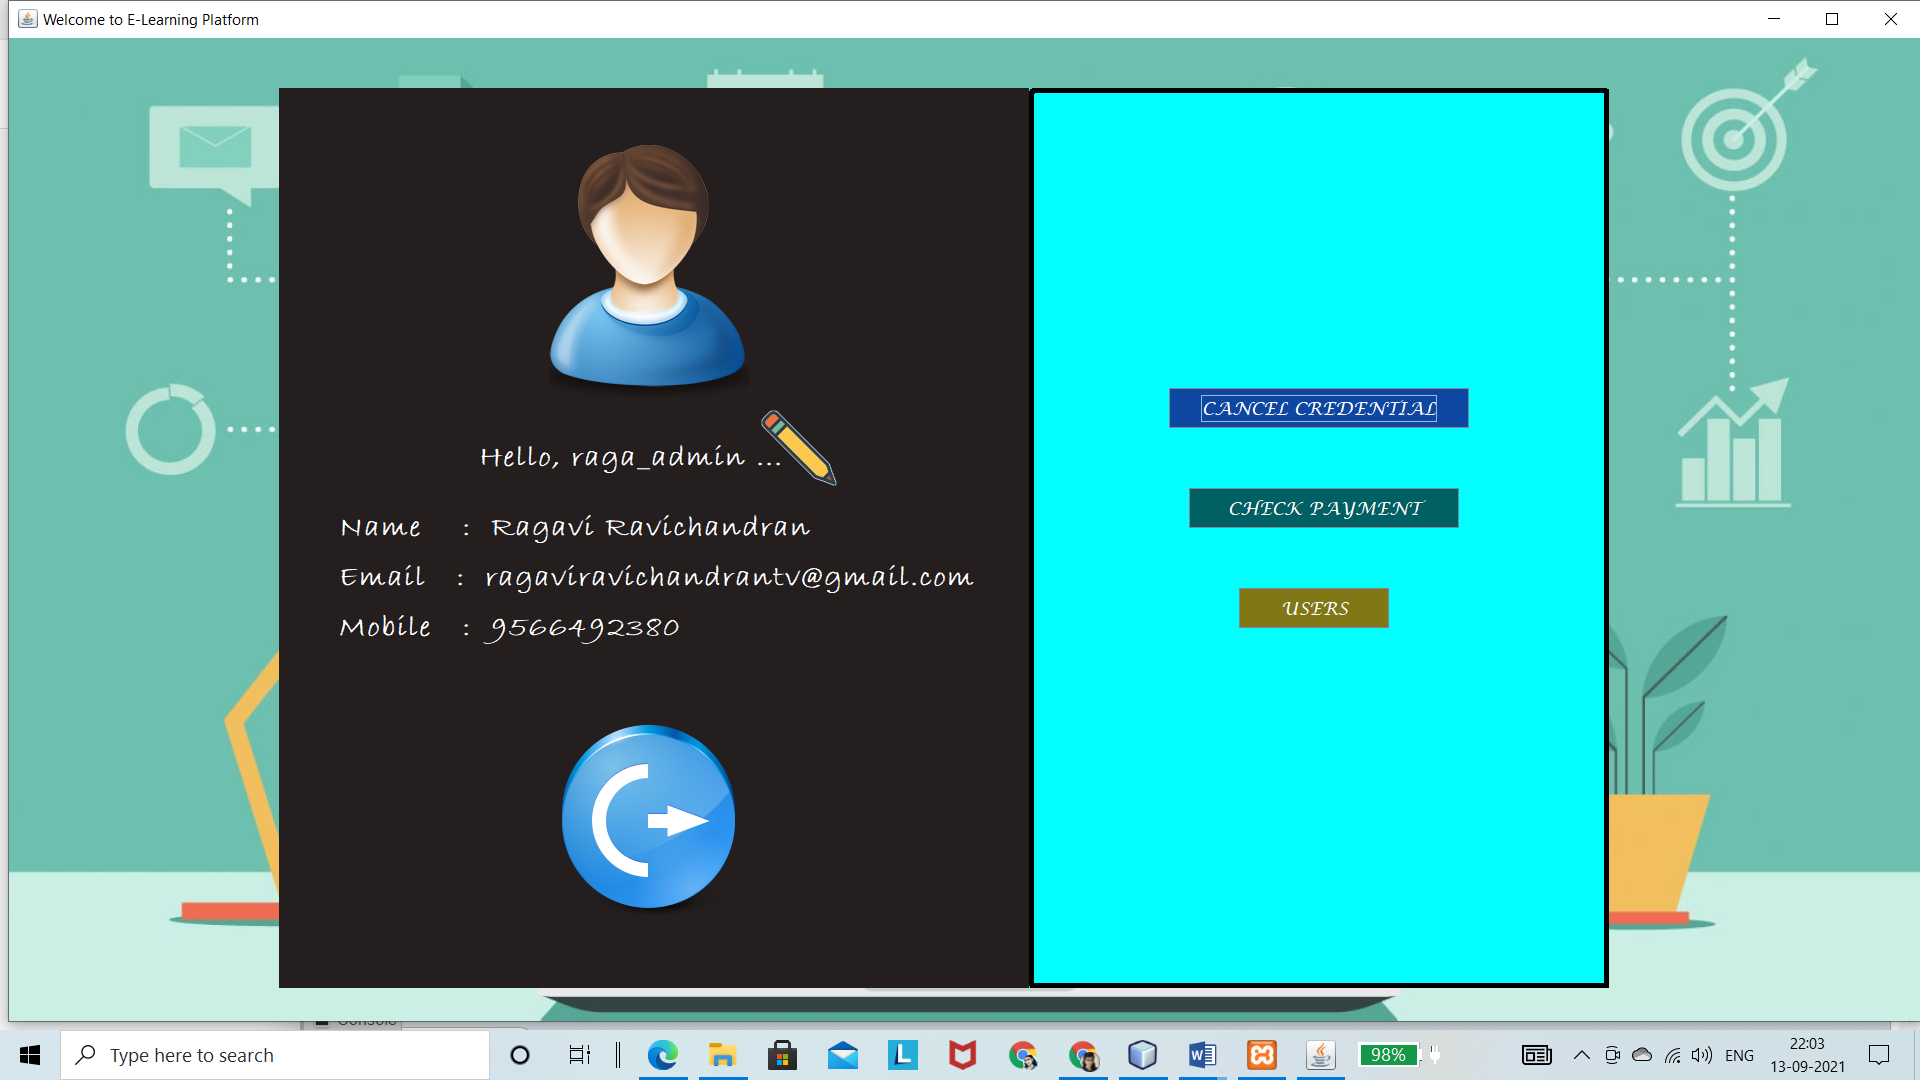 Welcome to E-Learning Platform
Hello, raga_admin ...
Name : Ragavi Ravichandran
Email : ragaviravichandrantv@gmail.com
Mobile : 9566492380
CANCEL CREDENTIAL
CHECK PAYMENT
USERS
Console
Type here to search
L
W
98%
ENG
22:03
13-09-2021